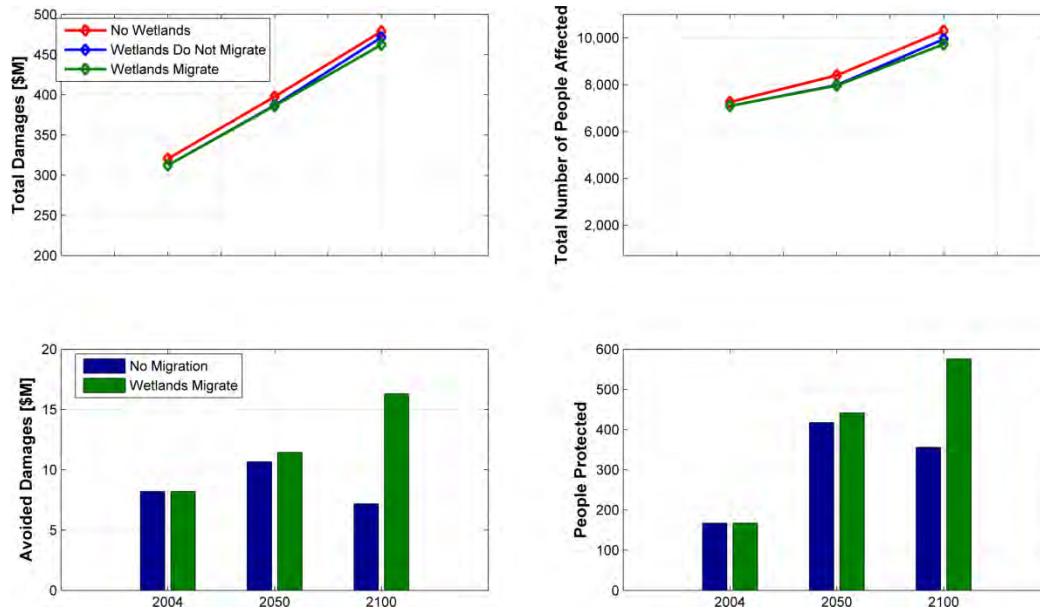 Total Damages [$M]
500
450
400
350
300
250
200
No Wetlands
Wetlands Do Not Migrate
Wetlands Migrate
Total Number of People Affected
10,000
8,000
6,000
4,000
2,000
Avoided Damages [$M]
20
15
10
5
0
No Migration
Wetlands Migrate
2004 2050 2100
People Protected
600
500
400
300
200
100
0
2004 2050 2100